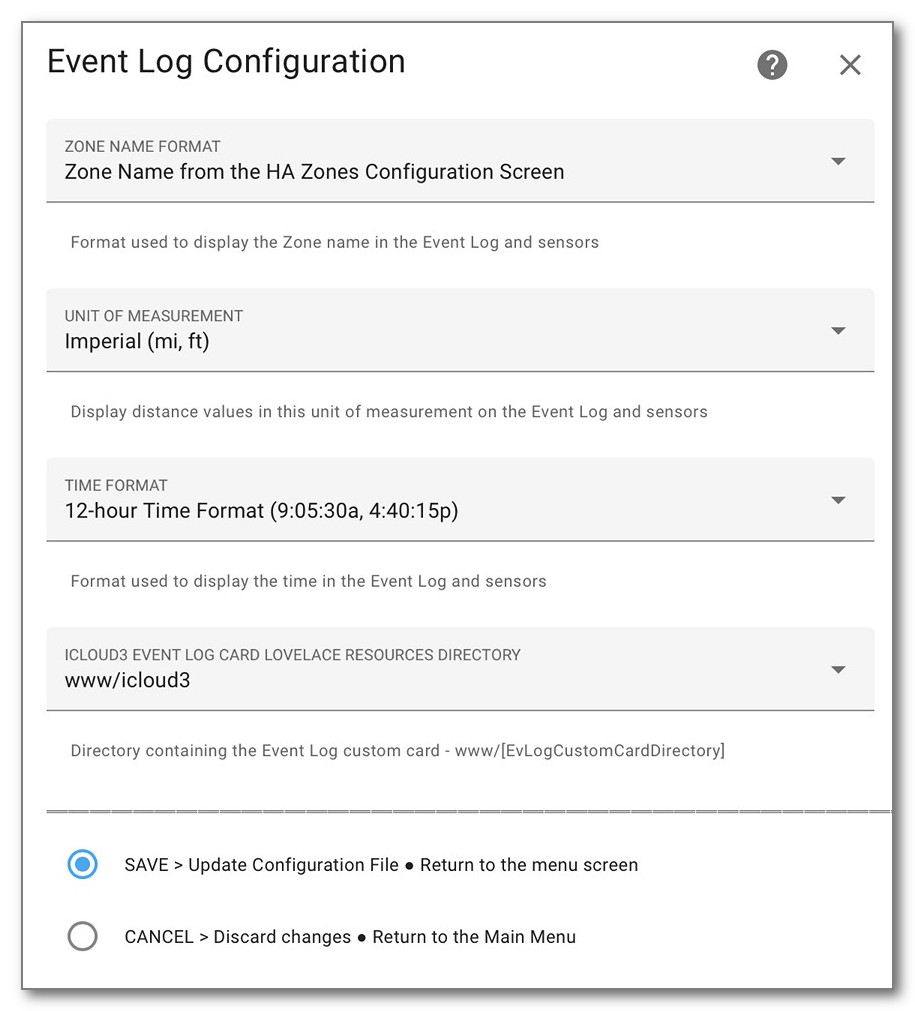 Event Log Configuration
?
ZONE NAME FORMAT
Zone Name from the HA Zones Configuration Screen
Format used to display the Zone name in the Event Log and sensors
UNIT OF MEASUREMENT
Imperial (mi, ft)
Display distance values in this unit of measurement on the Event Log and sensors
TIME FORMAT
12-hour Time Format (9:05:30a, 4:40:15p)
Format used to display the time in the Event Log and sensors
ICLOUD3 EVENT LOG CARD LOVELACE RESOURCES DIRECTORY
www/icloud3
Directory containing the Event Log custom card - www/[EvLogCustomCardDirectory]
SAVE > Update Configuration File ● Return to the menu screen
CANCEL > Discard changes ● Return to the Main Menu